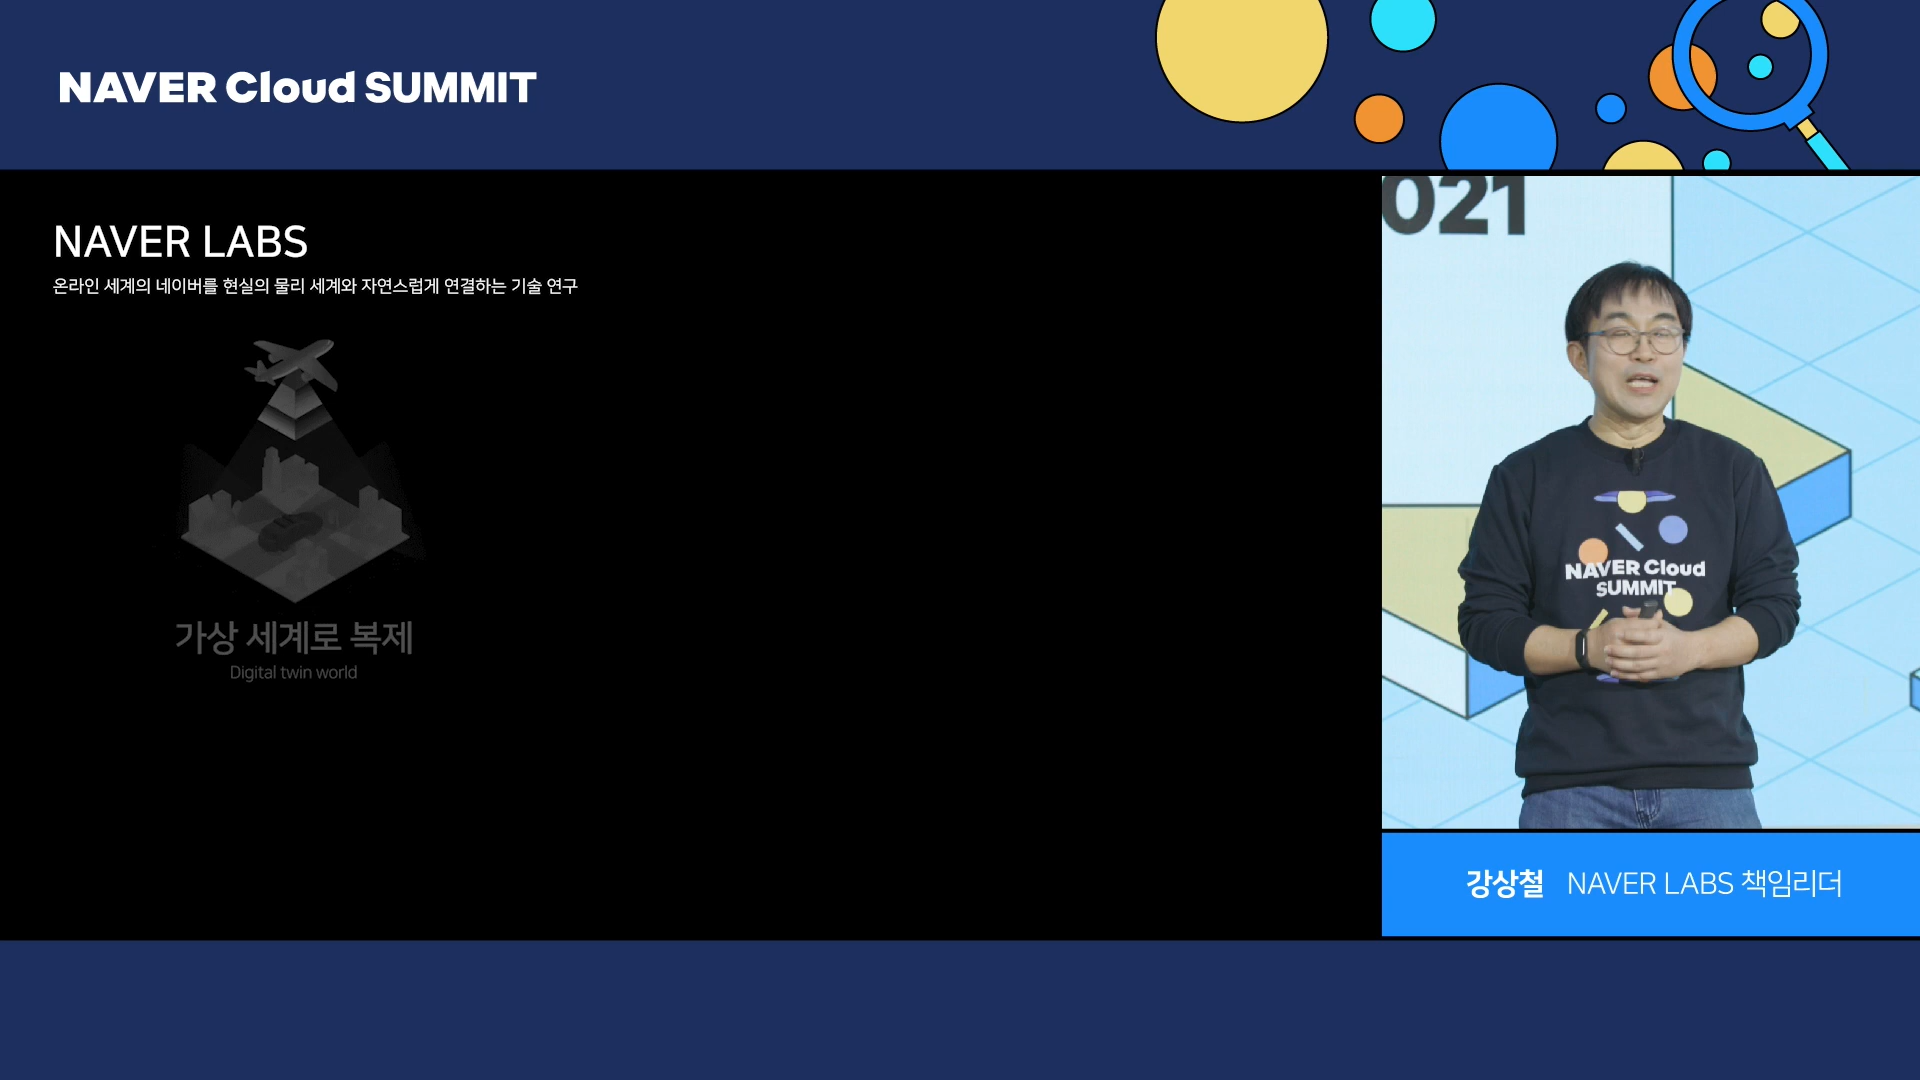 NAVER Cloud SUMMIT
NAVER LABS
온라인 세계의 네이버를 현실의 물리 세계와 자연스럽게 연결하는 기술 연구
가상 세계로 복제
Digital twin world
021
NAVER Cloud
SUMMIT
강상철 NAVER LABS 책임리더